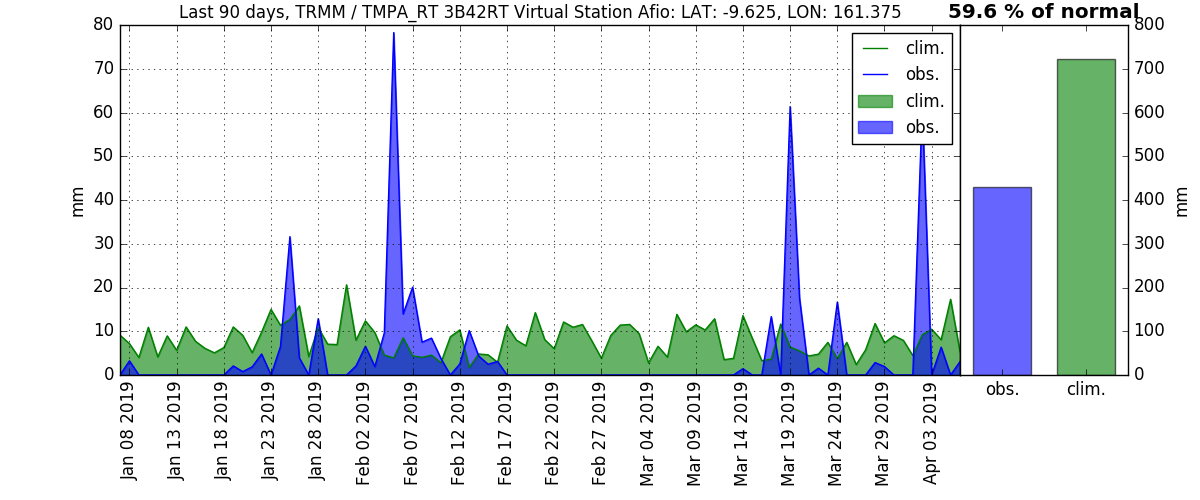 Last 90 days, TRMM / TMPA_RT 3B42RT Virtual Station Afio: LAT: -9.625, LON: 161.375
59.6 % of normal
80
70
60
50
40
30
20
10
0
mm
clim.
obs.
clim.
obs.
Jan 08 2019
Jan 13 2019
Jan 18 2019
Jan 23 2019
Jan 28 2019
Feb 02 2019
Feb 07 2019
Feb 12 2019
Feb 17 2019
Feb 22 2019
Feb 27 2019
Mar 04 2019
Mar 09 2019
Mar 14 2019
Mar 19 2019
Mar 24 2019
Mar 29 2019
Apr 03 2019
800
700
600
500
400
300
200
100
0
mm
obs.
clim.